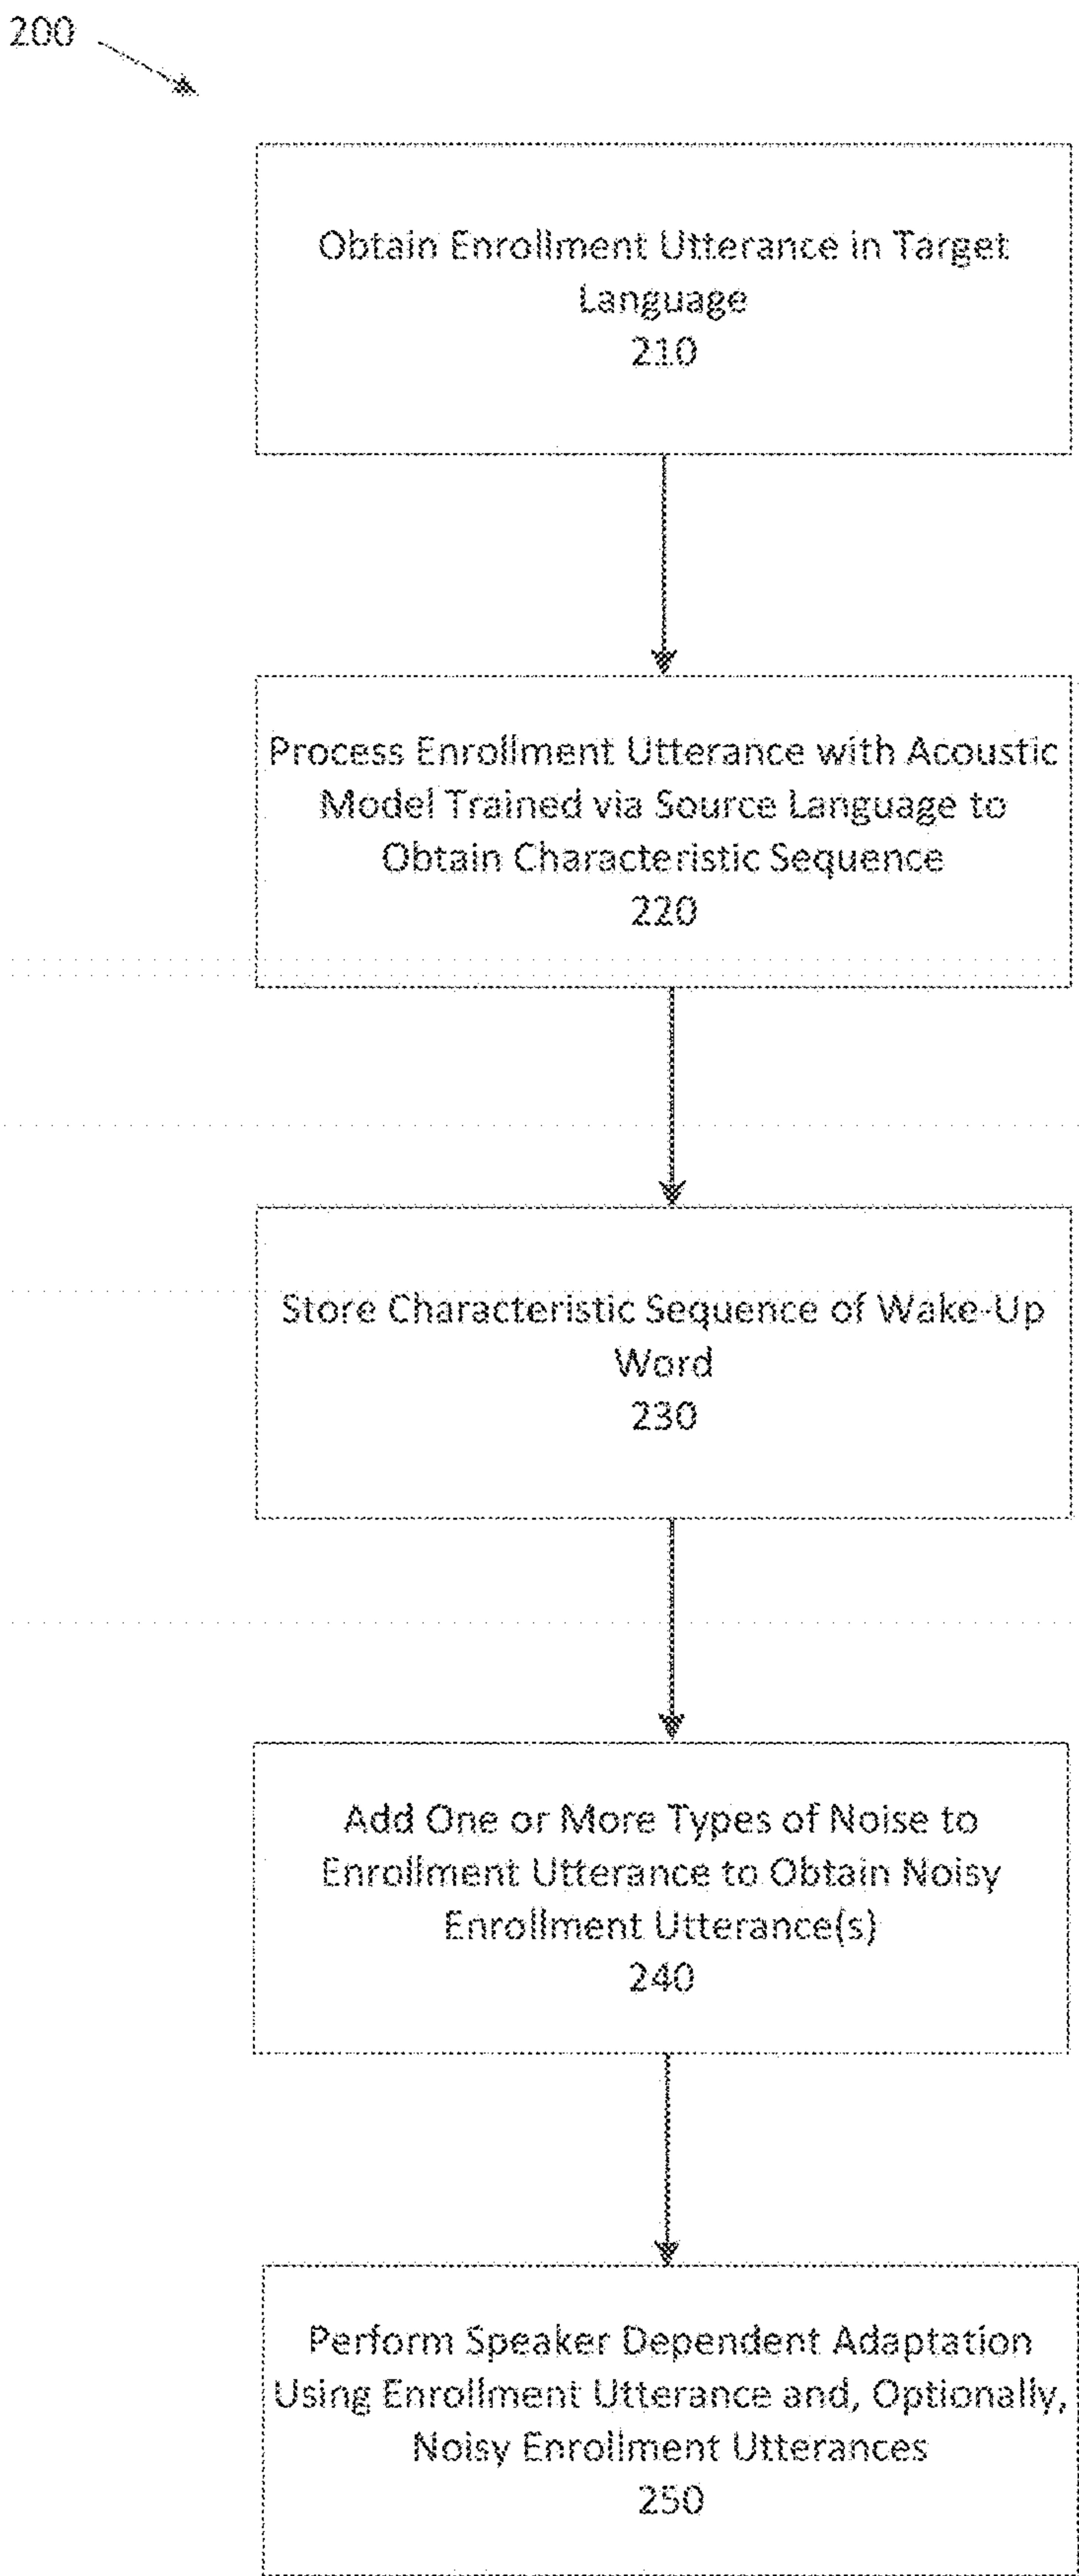 200
Obtain Enrollment Utterance in Target
Language
210
Process Enrollment Utterance with Acoustic
Model Trained via Source Language to
Obtain Characteristic Sequence
220
Store Characteristic Sequence of Wake-Up
Word
230
Add One or More Types of Noise to
Enrollment Utterance to Obtain Noisy
Enrollment Utterance(s)
240
Perform Speaker Dependent Adaptation
Using Enrollment Utterance and, Optionally,
Noisy Enrollment Utterances
250